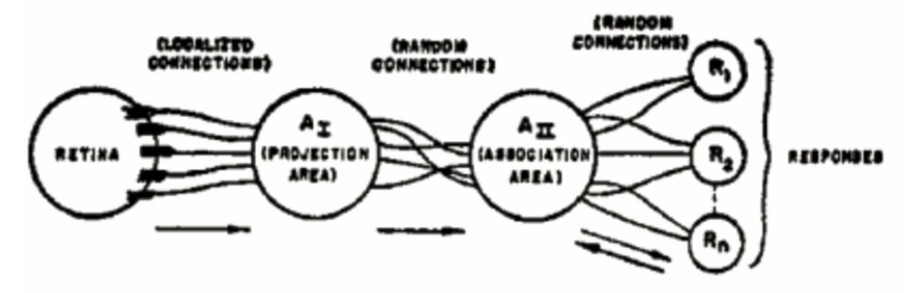 (LOCALIZED
CONNECTIONS)
(RANDOM
CONNECTIONS)
(RANDOM
CONNECTIONS)
RETINA
A I
(PROJECTION
AREA)
A II
(ASSOCIATION
AREA)
R1
R2
Rn
RESPONSES